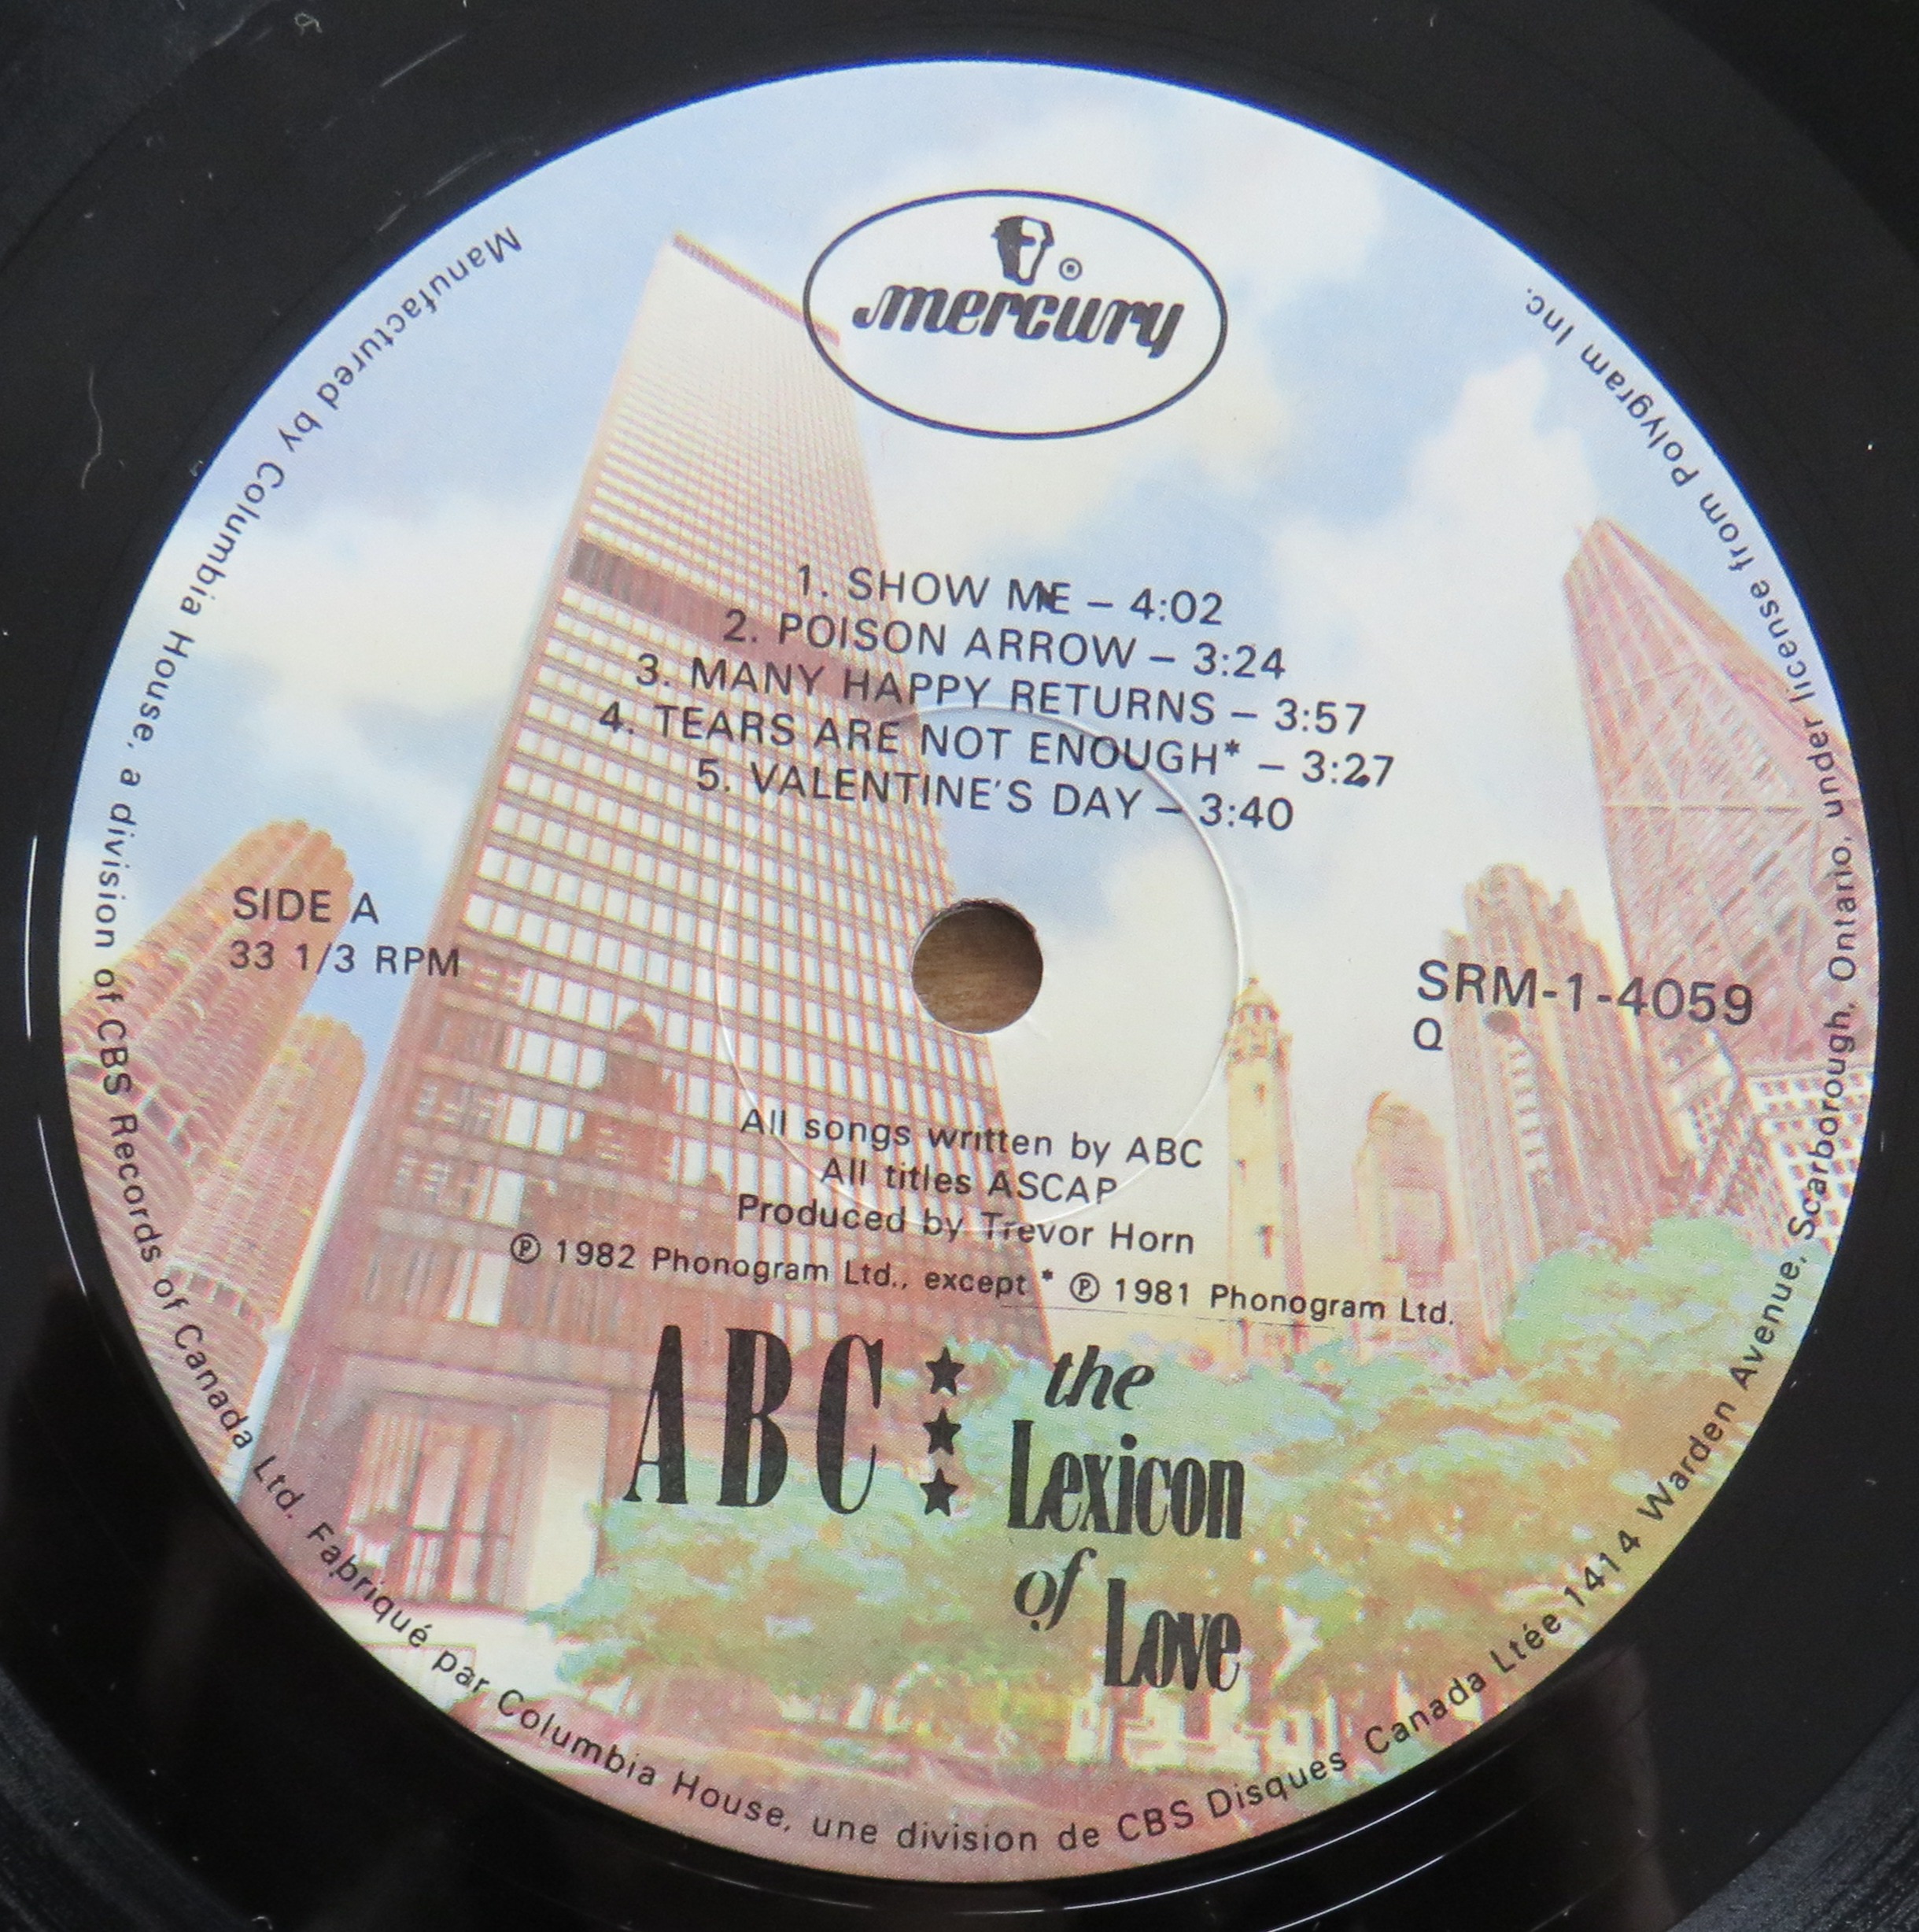 mercury ®
1. SHOW ME – 4:02
2. POISON ARROW – 3:24
3. MANY HAPPY RETURNS – 3:57
4. TEARS ARE NOT ENOUGH* – 3:27
5. VALENTINE'S DAY – 3:40
SIDE A
33 1/3 RPM
SRM-1-4059
Q
All songs written by ABC
All titles ASCAP
Produced by Trevor Horn
℗ 1982 Phonogram Ltd., except * ℗ 1981 Phonogram Ltd.
ABC
the
Lexicon
of
Love
Manufactured by Columbia House, a division of CBS Records of Canada Ltd. Fabriqué par Columbia House, une division de CBS Disques Canada Ltée 1414 Warden Avenue, Scarborough, Ontario, under license from Polygram Inc.